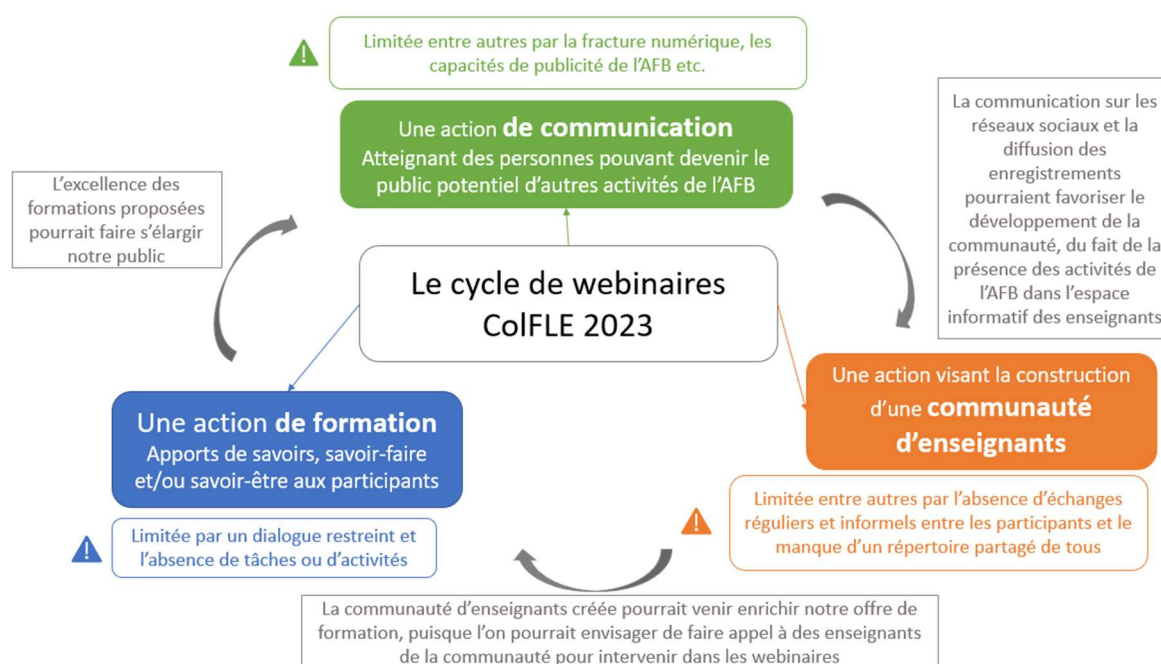 Limitée entre autres par la fracture numérique, les
capacités de publicité de l'AFB etc.
Une action de communication
Atteignant des personnes pouvant devenir le
public potentiel d'autres activités de l'AFB
La communication sur les
réseaux sociaux et la
diffusion des
enregistrements
pourraient favoriser le
développement de la
communauté, du fait de la
présence des activités de
l'AFB dans l'espace
informatif des enseignants
L'excellence des
formations proposées
pourrait faire s'élargir
notre public
Le cycle de webinaires
ColFLE 2023
Une action de formation
Apports de savoirs, savoir-faire
et/ou savoir-être aux participants
Limitée par un dialogue restreint et
l'absence de tâches ou d'activités
Une action visant la construction
d'une communauté
d'enseignants
Limitée entre autres par l'absence d'échanges
réguliers et informels entre les participants et le
manque d'un répertoire partagé de tous
La communauté d'enseignants créée pourrait venir enrichir notre offre de
formation, puisque l'on pourrait envisager de faire appel à des enseignants
de la communauté pour intervenir dans les webinaires